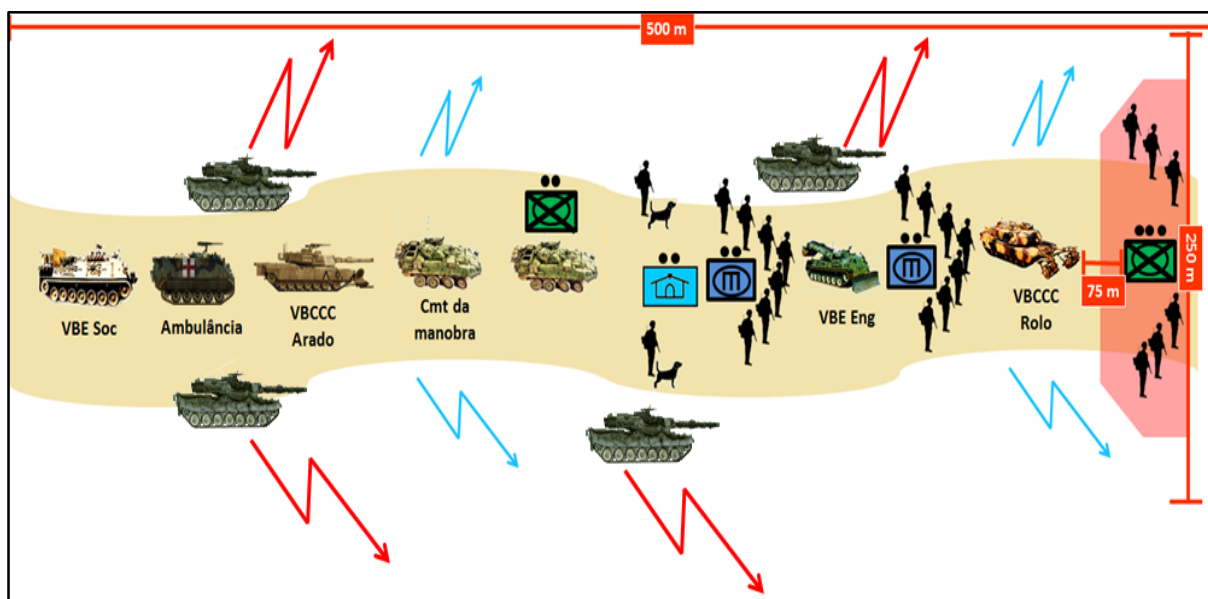 500 m
250 m
75 m
VBE Soc
Ambulância
VBCCC
Arado
Cmt da
manobra
VBE Eng
VBCCC
Rolo
m
m